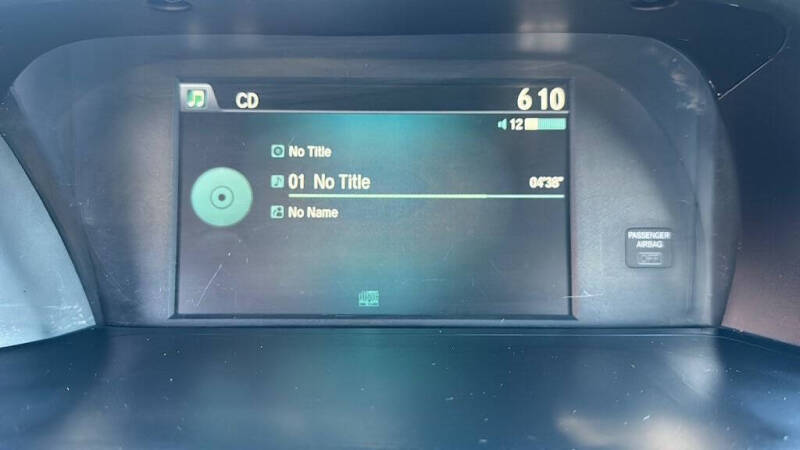 CD
6 10
12
No Title
01 No Title
04'38"
No Name
PASSENGER
AIRBAG